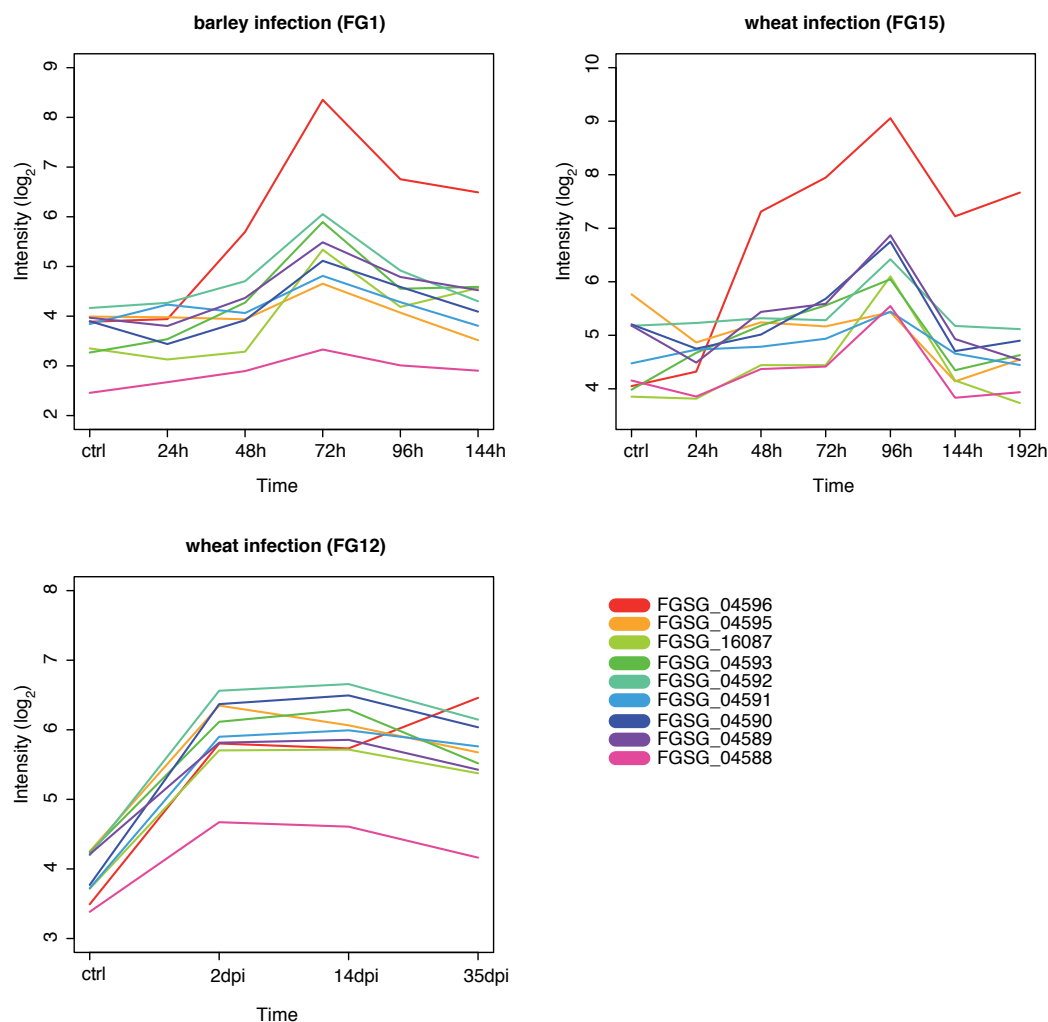 barley infection (FG1)
Intensity (log2)
9
8
7
6
5
4
3
2
ctrl 24h 48h 72h 96h 144h
Time
wheat infection (FG15)
Intensity (log2)
10
9
8
7
6
5
4
ctrl 24h 48h 72h 96h 144h 192h
Time
wheat infection (FG12)
Intensity (log2)
8
7
6
5
4
3
ctrl 2dpi 14dpi 35dpi
Time
FGSG_04596
FGSG_04595
FGSG_16087
FGSG_04593
FGSG_04592
FGSG_04591
FGSG_04590
FGSG_04589
FGSG_04588